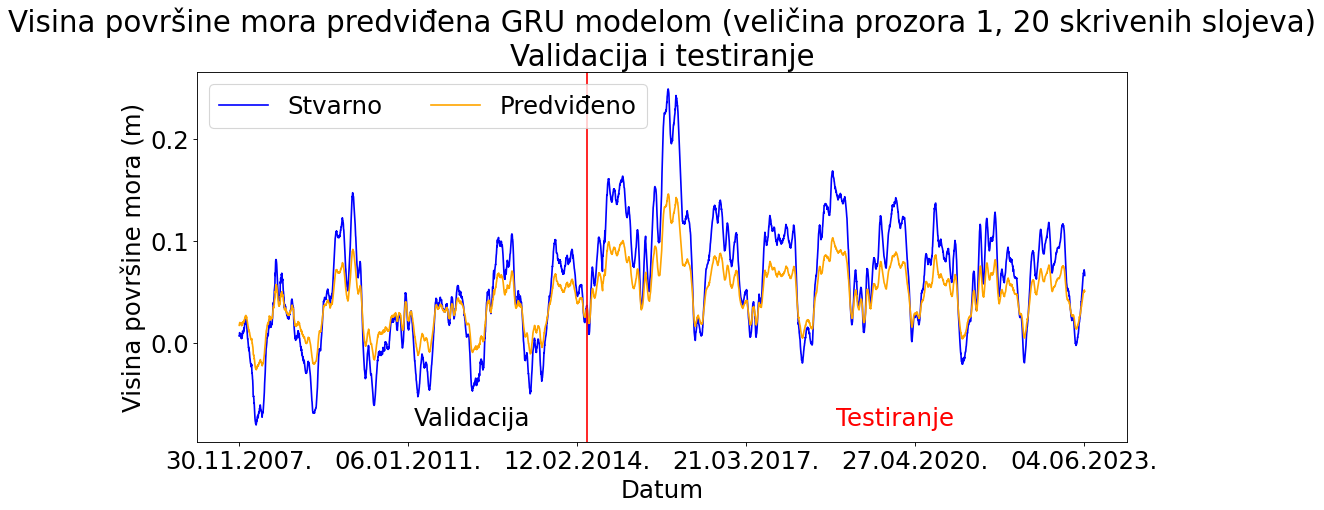 Visina površine mora predviđena GRU modelom (veličina prozora 1, 20 skrivenih slojeva)
Validacija i testiranje
Stvarno
Predviđeno
Visina površine mora (m)
0.2
0.1
0.0
Validacija
Testiranje
30.11.2007.
06.01.2011.
12.02.2014.
21.03.2017.
27.04.2020.
04.06.2023.
Datum